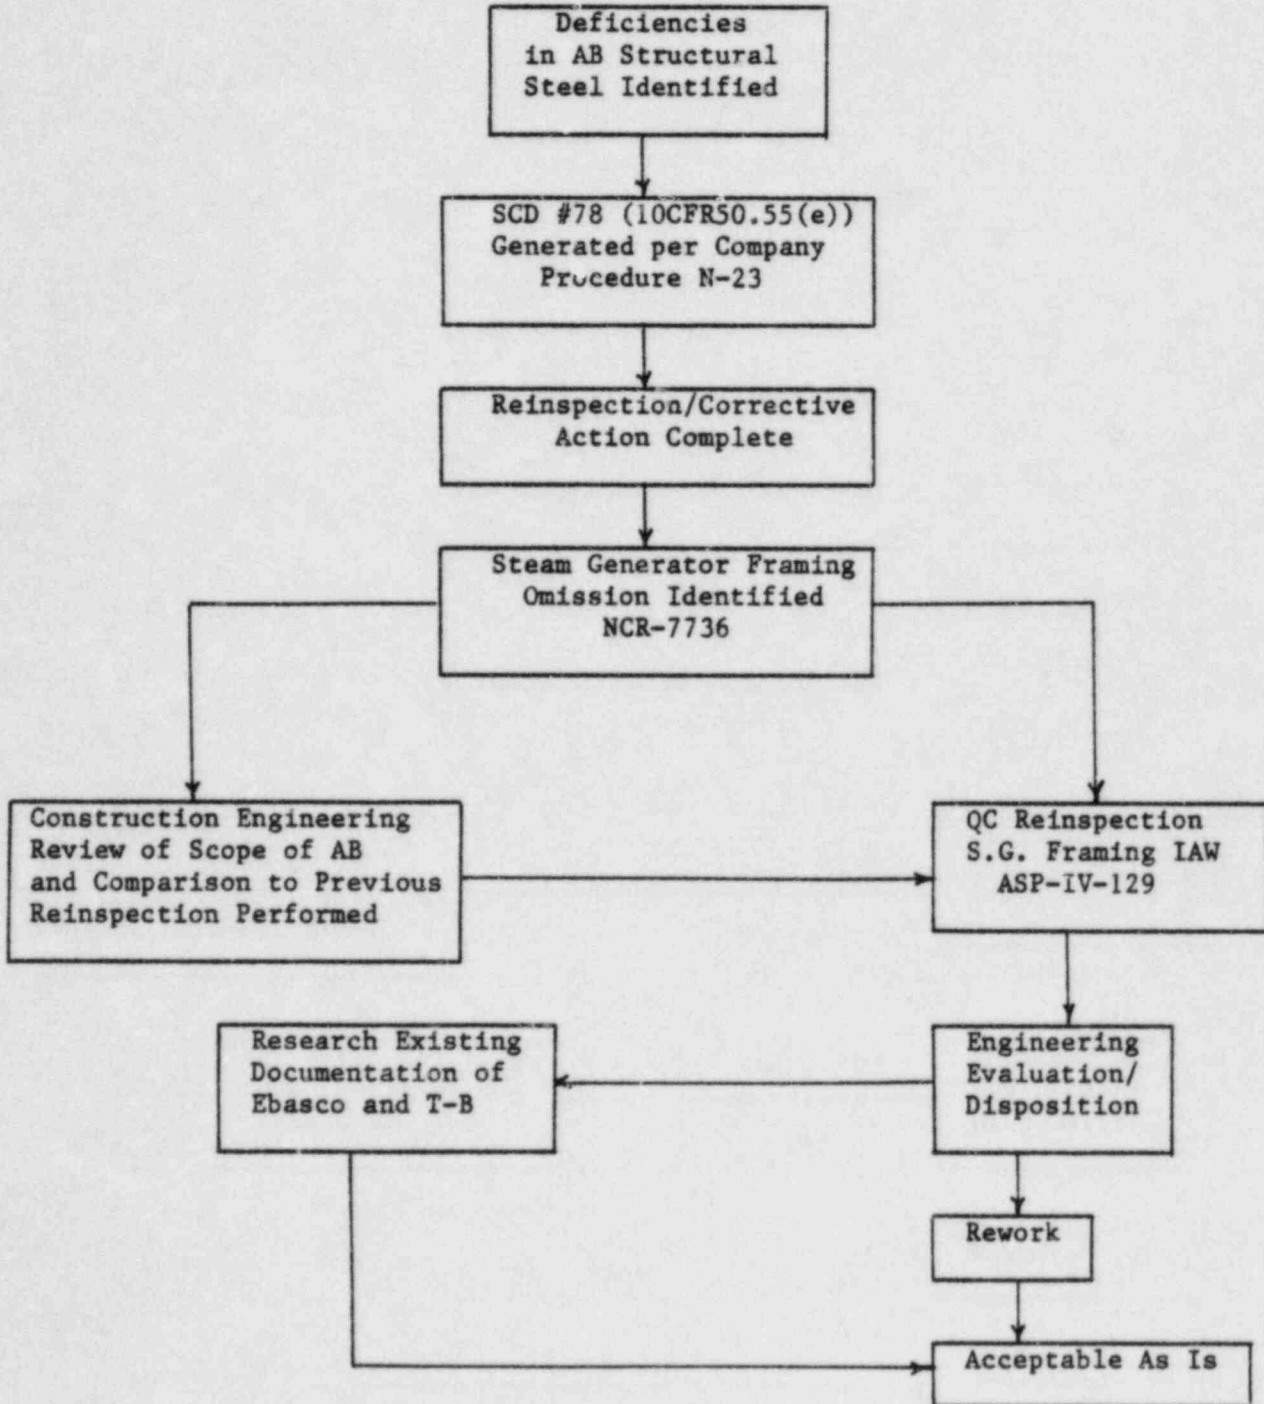 Deficiencies
in AB Structural
Steel Identified
SCD #78 (10CFR50.55(e))
Generated per Company
Procedure N-23
Reinspection/Corrective
Action Complete
Steam Generator Framing
Omission Identified
NCR-7736
Construction Engineering
Review of Scope of AB
and Comparison to Previous
Reinspection Performed
QC Reinspection
S.G. Framing IAW
ASP-IV-129
Research Existing
Documentation of
Ebasco and T-B
Engineering
Evaluation/
Disposition
Rework
Acceptable As Is